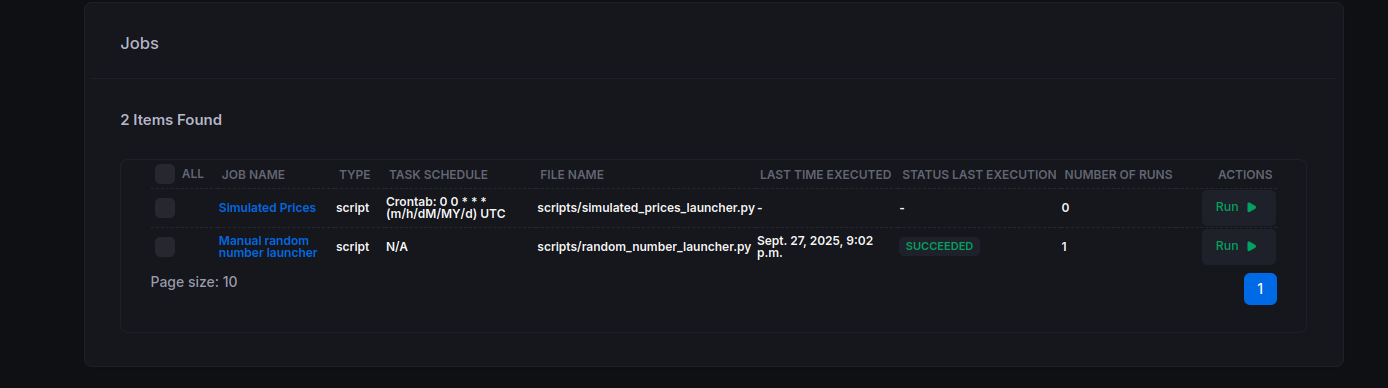 Jobs
2 Items Found
ALL JOB NAME TYPE TASK SCHEDULE FILE NAME LAST TIME EXECUTED STATUS LAST EXECUTION NUMBER OF RUNS ACTIONS
Simulated Prices script Crontab: 0 0 * * * (m/h/dM/MY/d) UTC scripts/simulated_prices_launcher.py - - 0 Run
Manual random number launcher script N/A scripts/random_number_launcher.py Sept. 27, 2025, 9:02 p.m. SUCCEEDED 1 Run
Page size: 10 1